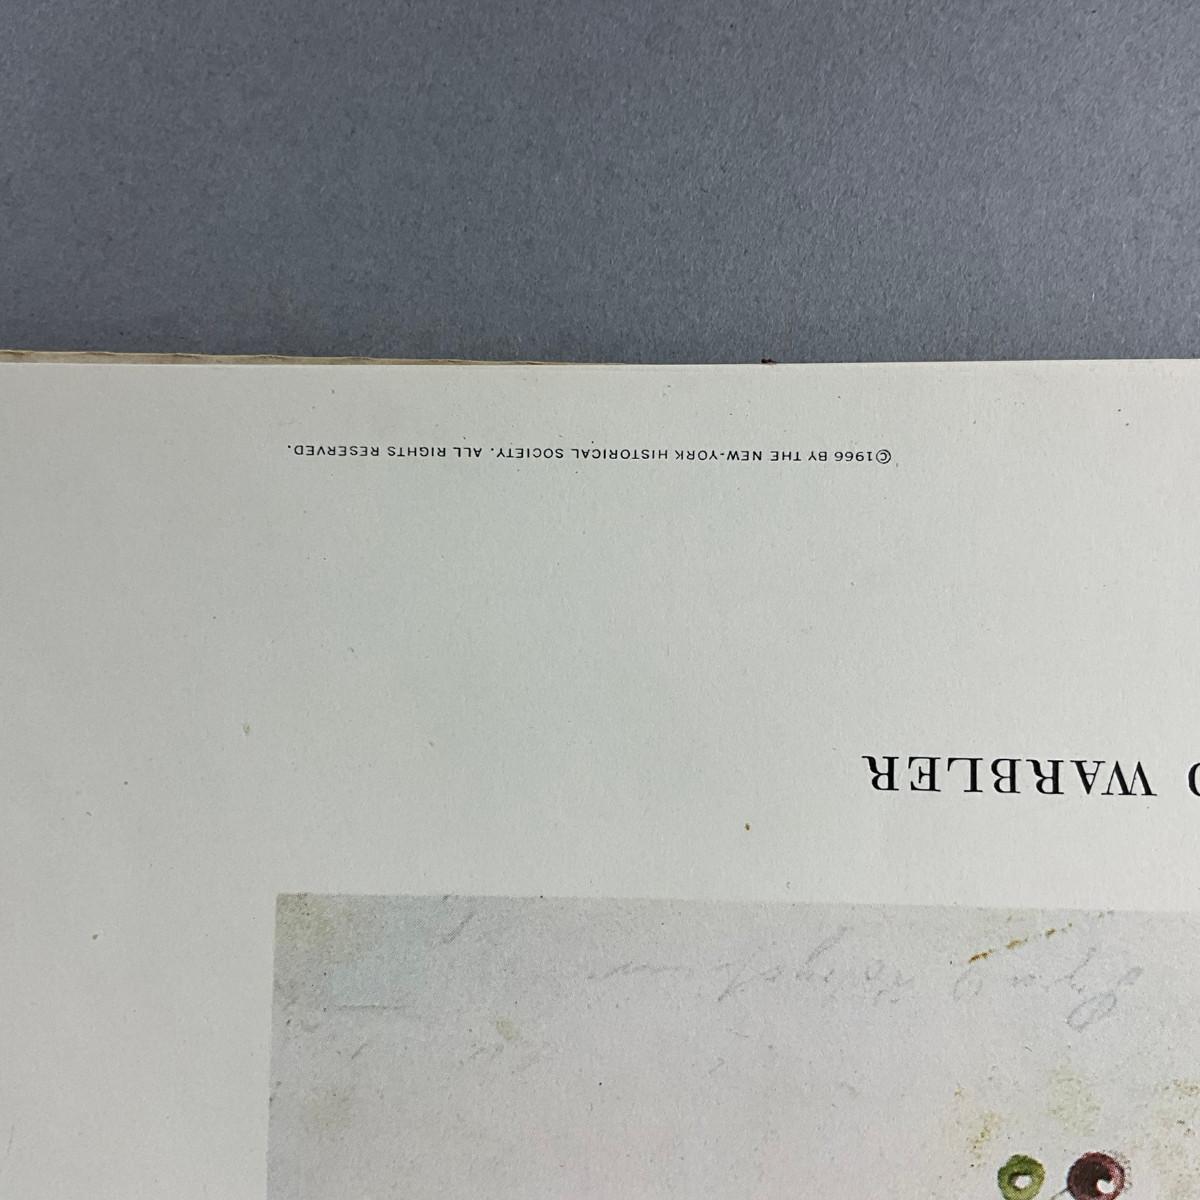 WARBLER
©1966 BY THE NEW-YORK HISTORICAL SOCIETY. ALL RIGHTS RESERVED.